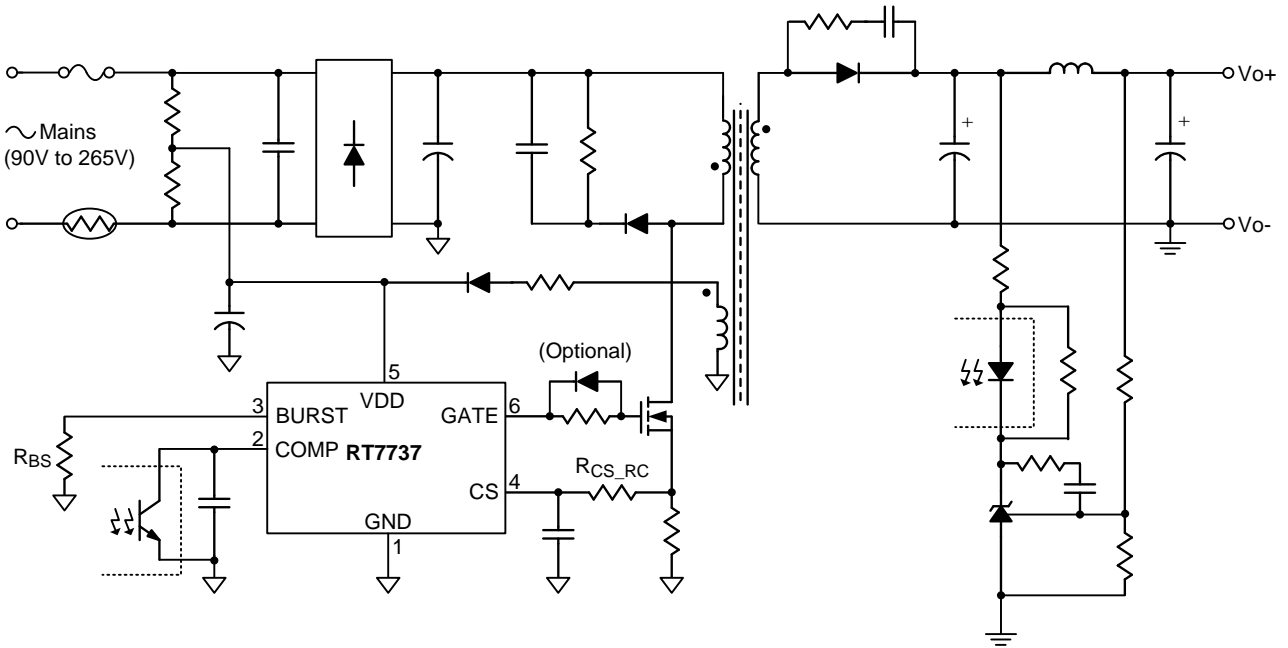 Vo+
Mains
(90V to 265V)
Vo-
(Optional)
5
VDD
3 BURST
GATE 6
2 COMP RT7737
RBS
RCS_RC
CS 4
GND
1
+
+